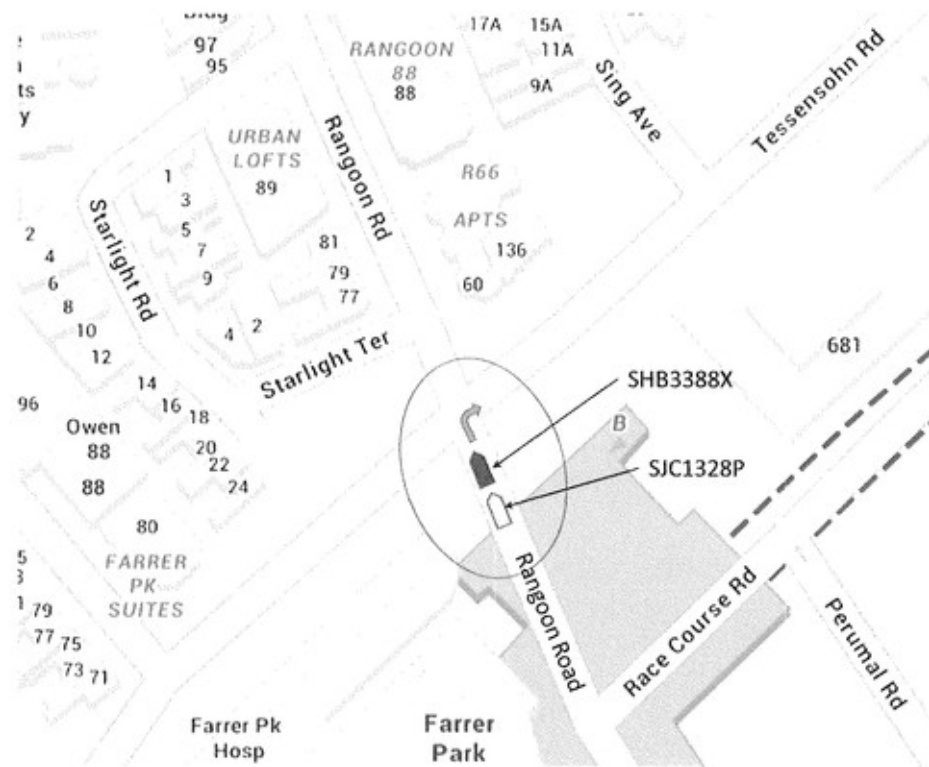 Bldg
97
95
17A
15A
11A
9A
RANGOON
88
88
Sing Ave
Tessensohn Rd
ts
y
URBAN
LOFTS
89
Rangoon Rd
R66
APTS
136
60
1
3
5
7
9
Starlight Rd
2
4
6
8
10
12
81
79
77
4
2
Starlight Ter
14
16
18
20
22
24
96
Owen
88
88
80
FARRER
PK
SUITES
681
SHB3388X
B
SJC1328P
Rangoon Road
Race Course Rd
Perumal Rd
79
77
75
73
71
Farrer Pk
Hosp
Farrer
Park